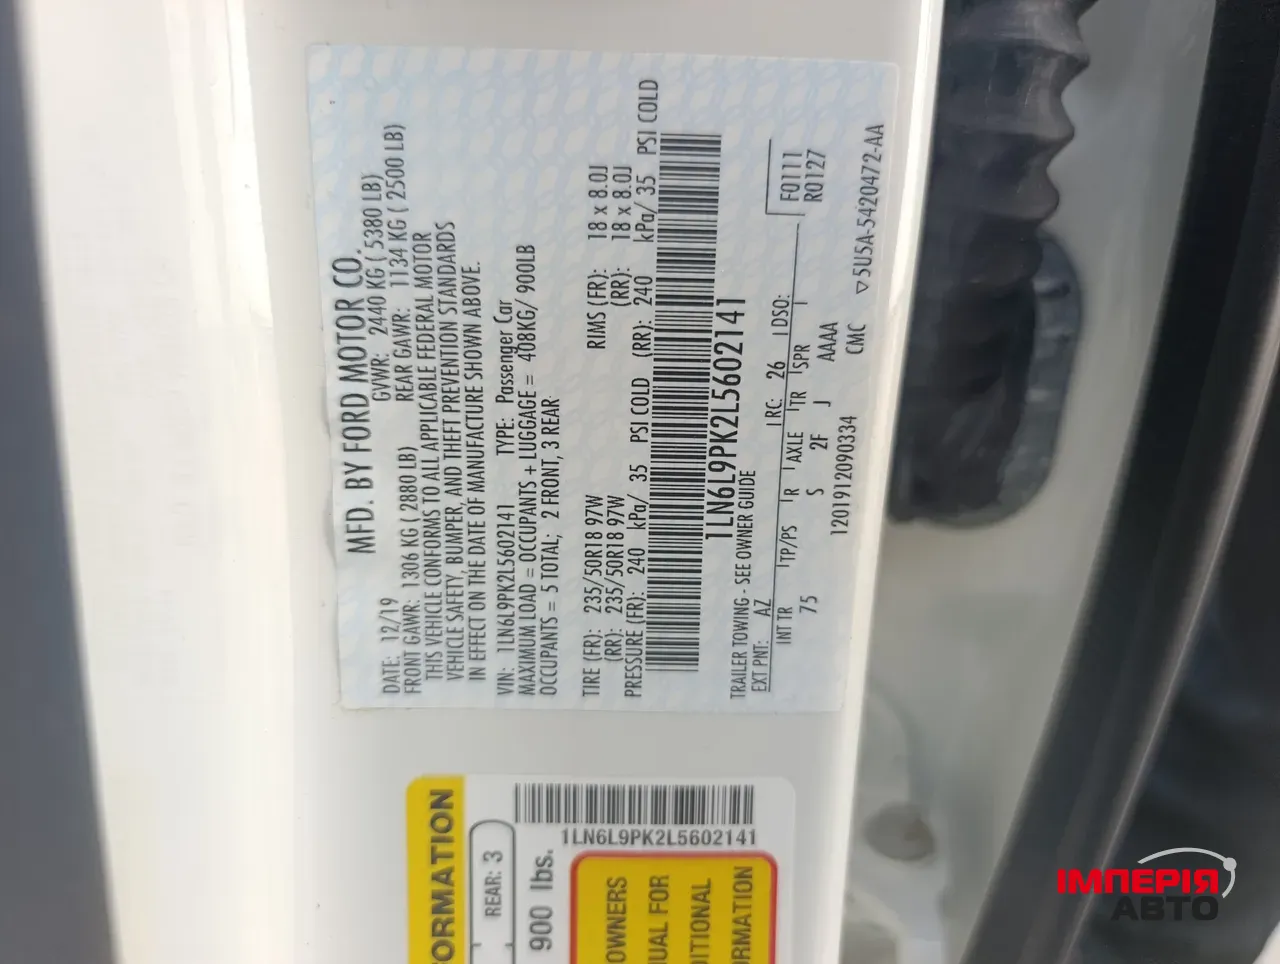 MFD. BY FORD MOTOR CO.
DATE: 12/19 GVWR: 2440 KG ( 5380 LB)
FRONT GAWR: 1306 KG ( 2880 LB) REAR GAWR: 1134 KG ( 2500 LB)
THIS VEHICLE CONFORMS TO ALL APPLICABLE FEDERAL MOTOR
VEHICLE SAFETY, BUMPER, AND THEFT PREVENTION STANDARDS
IN EFFECT ON THE DATE OF MANUFACTURE SHOWN ABOVE.
VIN: 1LN6L9PK2L5602141 TYPE: Passenger Car
MAXIMUM LOAD = OCCUPANTS + LUGGAGE = 408KG/ 900LB
OCCUPANTS = 5 TOTAL; 2 FRONT, 3 REAR
TIRE (FR): 235/50R18 97W RIMS (FR): 18 x 8.0J
(RR): 235/50R18 97W (RR): 18 x 8.0J
PRESSURE (FR): 240 kPa/ 35 PSI COLD (RR): 240 kPa/ 35 PSI COLD
1LN6L9PK2L5602141
TRAILER TOWING - SEE OWNER GUIDE
EXT PNT: AZ RC: 26 DSO: F0111
R0127
INT TR TP/PS R AXLE TR SPR
75 S 2F J AAAA
1201912090334 CMC ▽5U5A-5420472-AA
ORMATION
REAR: 3
900 lbs.
1LN6L9PK2L5602141
OWNERS
UAL FOR
DITIONAL
ORMATION
ІМПЕРІЯ
АВТО